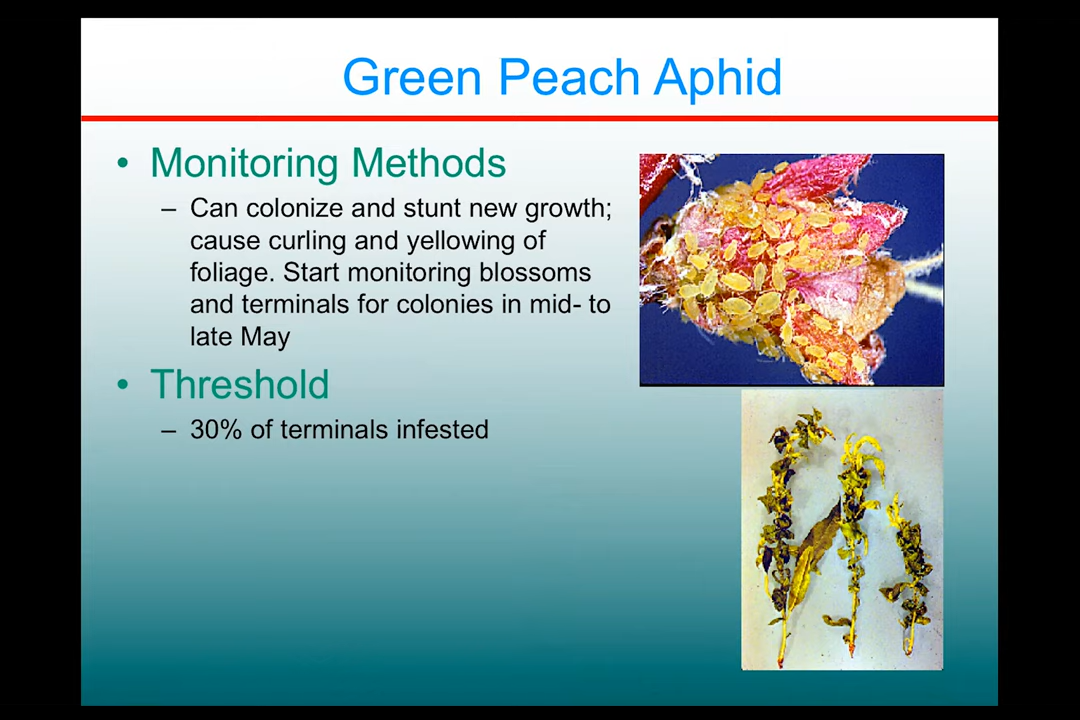 Green Peach Aphid
• Monitoring Methods
– Can colonize and stunt new growth;
cause curling and yellowing of
foliage. Start monitoring blossoms
and terminals for colonies in mid- to
late May
• Threshold
– 30% of terminals infested